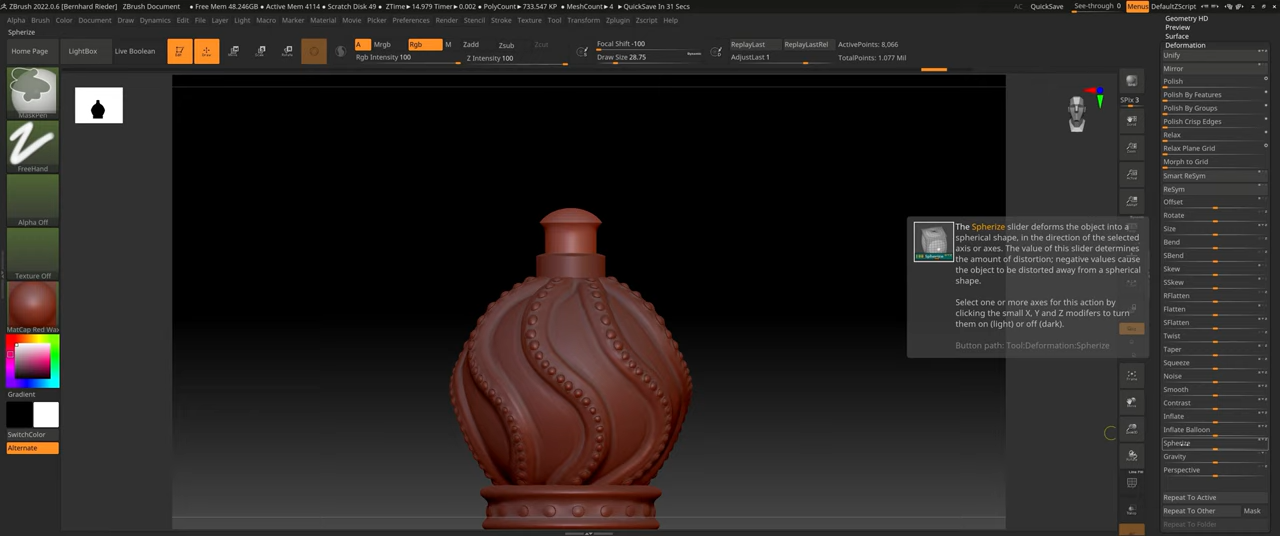 ZBrush 2022.0.6 [Bernhard Rieder] ZBrush Document ● Free Mem 48.246GB ● Active Mem 4114 ● Scratch Disk 49 ● ZTime►14.979 Timer►0.002 ● PolyCount►733.547 KP ● MeshCount►4 ● QuickSave In 31 Secs AC QuickSave See-through 0 Menus DefaultZScript
Alpha Brush Color Document Draw Dynamics Edit File Layer Light Macro Marker Material Movie Picker Preferences Render Stencil Stroke Texture Tool Transform Zplugin Zscript Help
Spherize
Home Page LightBox Live Boolean
A Mrgb Rgb M Zadd Zsub Zcut
Rgb Intensity 100 Z Intensity 100
Focal Shift -100
Draw Size 28.75
Dynamic
ReplayLast ReplayLastRel
AdjustLast 1
ActivePoints: 8,066
TotalPoints: 1.077 Mil
MaskPen
FreeHand
Alpha Off
Texture Off
MatCap Red Wax
Gradient
SwitchColor
Alternate
SPix 3
The Spherize slider deforms the object into a
spherical shape, in the direction of the selected
axis or axes. The value of this slider determines
the amount of distortion; negative values cause
the object to be distorted away from a spherical
shape.
Select one or more axes for this action by
clicking the small X, Y and Z modifers to turn
them on (light) or off (dark).
Button path: Tool:Deformation:Spherize
Line Fill
Geometry HD
Preview
Surface
Deformation
Unify
Mirror
Polish
Polish By Features
Polish By Groups
Polish Crisp Edges
Relax
Relax Plane Grid
Morph to Grid
Smart ReSym
ReSym
Offset
Rotate
Size
Bend
SBend
Skew
SSkew
RFlatten
Flatten
SFlatten
Twist
Taper
Squeeze
Noise
Smooth
Contrast
Inflate
Inflate Balloon
Spherize
Gravity
Perspective
Repeat To Active
Repeat To Other Mask
Repeat To Folder